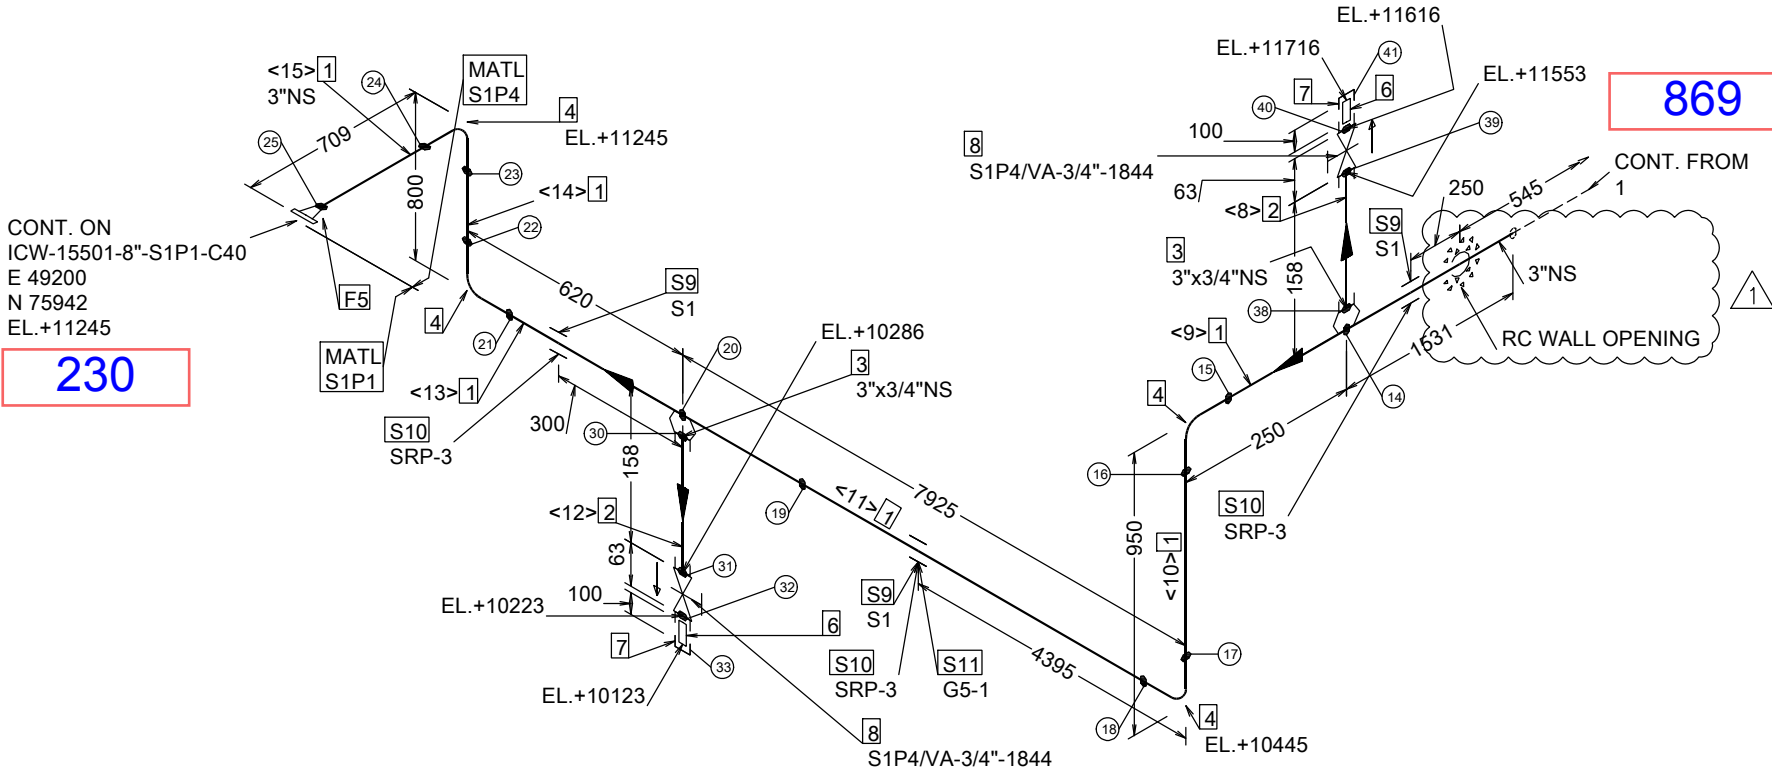 <15> 1
3"NS
24
MATL
S1P4
4
EL.+11245
25
709
800
23
<14> 1
22
CONT. ON
ICW-15501-8"-S1P1-C40
E 49200
N 75942
EL.+11245
230
F5
MATL
S1P1
4
21
<13> 1
620
S9
S1
20
EL.+10286
3
3"x3/4"NS
S10
SRP-3
300
30
158
<12> 2
63
100
EL.+10223
31
32
6
7
33
EL.+10123
8
S1P4/VA-3/4"-1844
19
<11> 1
7925
S9
S1
S10
SRP-3
S11
G5-1
4395
18
4
EL.+10445
17
950
<10> 1
16
4
15
<9> 1
250
14
S10
SRP-3
1531
38
3
3"x3/4"NS
158
<8> 2
63
8
S1P4/VA-3/4"-1844
100
40
7
6
41
EL.+11716
EL.+11616
EL.+11553
39
869
CONT. FROM
1
545
250
S9
S1
3"NS
RC WALL OPENING
1